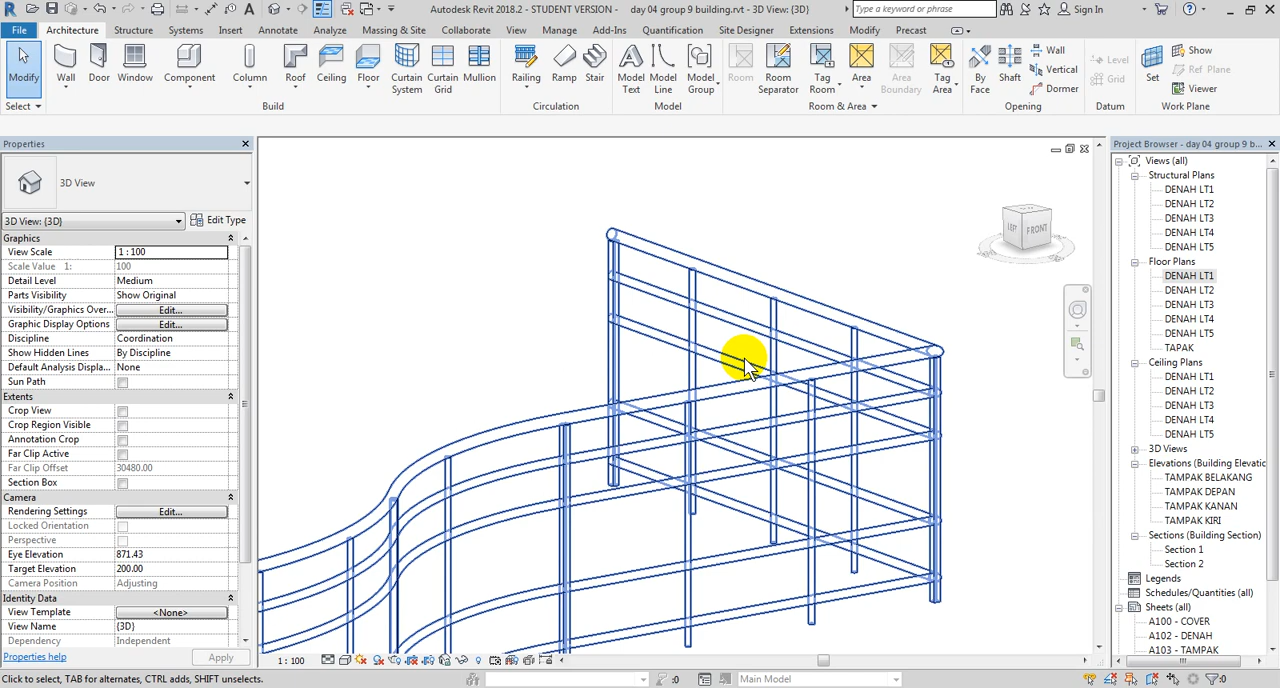 Autodesk Revit 2018.2 - STUDENT VERSION - day 04 group 9 building.rvt - 3D View: {3D}
Type a keyword or phrase
Sign In
File Architecture Structure Systems Insert Annotate Analyze Massing & Site Collaborate View Manage Add-Ins Quantification Site Designer Extensions Modify Precast
Modify Wall Door Window Component Column Roof Ceiling Floor Curtain System Curtain Grid Mullion Railing Ramp Stair Model Text Model Line Model Group Room Room Separator Tag Room Area Area Boundary Tag Area By Face Shaft Wall Vertical Dormer Level Grid Set Show Ref Plane Viewer
Select Build Circulation Model Room & Area Opening Datum Work Plane
Properties
3D View
3D View: {3D} Edit Type
Graphics
View Scale 1 : 100
Scale Value 1: 100
Detail Level Medium
Parts Visibility Show Original
Visibility/Graphics Over... Edit...
Graphic Display Options Edit...
Discipline Coordination
Show Hidden Lines By Discipline
Default Analysis Displa... None
Sun Path
Extents
Crop View
Crop Region Visible
Annotation Crop
Far Clip Active
Far Clip Offset 30480.00
Section Box
Camera
Rendering Settings Edit...
Locked Orientation
Perspective
Eye Elevation 871.43
Target Elevation 200.00
Camera Position Adjusting
Identity Data
View Template <None>
View Name {3D}
Dependency Independent
Properties help Apply
LEFT FRONT
1 : 100
Project Browser - day 04 group 9 b...
Views (all)
Structural Plans
DENAH LT1
DENAH LT2
DENAH LT3
DENAH LT4
DENAH LT5
Floor Plans
DENAH LT1
DENAH LT2
DENAH LT3
DENAH LT4
DENAH LT5
TAPAK
Ceiling Plans
DENAH LT1
DENAH LT2
DENAH LT3
DENAH LT4
DENAH LT5
3D Views
Elevations (Building Elevatio
TAMPAK BELAKANG
TAMPAK DEPAN
TAMPAK KANAN
TAMPAK KIRI
Sections (Building Section)
Section 1
Section 2
Legends
Schedules/Quantities (all)
Sheets (all)
A100 - COVER
A102 - DENAH
A103 - TAMPAK
Click to select, TAB for alternates, CTRL adds, SHIFT unselects.
:0 Main Model :0